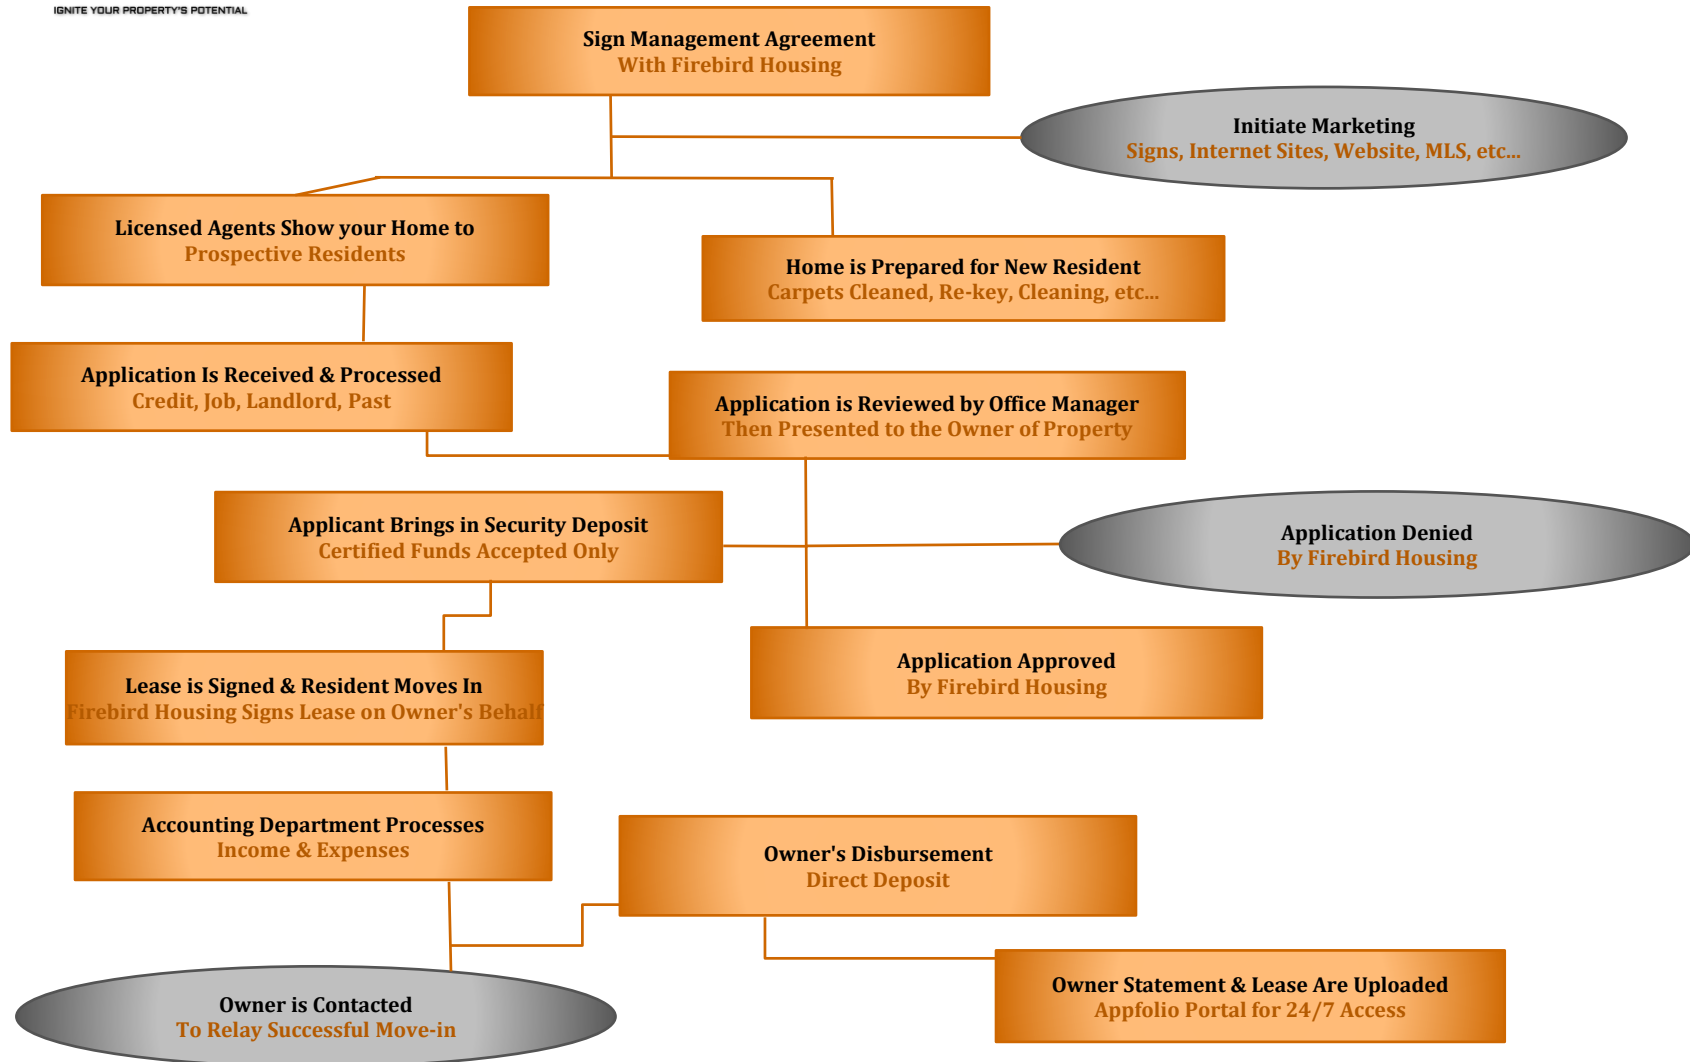 IGNITE YOUR PROPERTY'S POTENTIAL
Sign Management Agreement
With Firebird Housing
Initiate Marketing
Signs, Internet Sites, Website, MLS, etc...
Licensed Agents Show your Home to
Prospective Residents
Home is Prepared for New Resident
Carpets Cleaned, Re-key, Cleaning, etc...
Application Is Received & Processed
Credit, Job, Landlord, Past
Application is Reviewed by Office Manager
Then Presented to the Owner of Property
Applicant Brings in Security Deposit
Certified Funds Accepted Only
Application Denied
By Firebird Housing
Application Approved
By Firebird Housing
Lease is Signed & Resident Moves In
Firebird Housing Signs Lease on Owner's Behalf
Accounting Department Processes
Income & Expenses
Owner's Disbursement
Direct Deposit
Owner Statement & Lease Are Uploaded
Appfolio Portal for 24/7 Access
Owner is Contacted
To Relay Successful Move-in